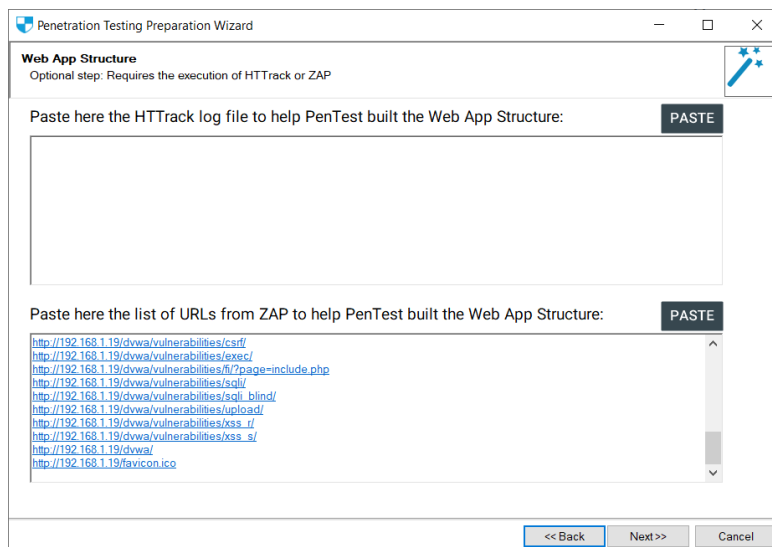 Penetration Testing Preparation Wizard
Web App Structure
Optional step: Requires the execution of HTTrack or ZAP
Paste here the HTTrack log file to help PenTest built the Web App Structure:
PASTE
Paste here the list of URLs from ZAP to help PenTest built the Web App Structure:
PASTE
http://192.168.1.19/dvwa/vulnerabilities/csrf/
http://192.168.1.19/dvwa/vulnerabilities/exec/
http://192.168.1.19/dvwa/vulnerabilities/fi/?page=include.php
http://192.168.1.19/dvwa/vulnerabilities/sqli/
http://192.168.1.19/dvwa/vulnerabilities/sqli_blind/
http://192.168.1.19/dvwa/vulnerabilities/upload/
http://192.168.1.19/dvwa/vulnerabilities/xss_r/
http://192.168.1.19/dvwa/vulnerabilities/xss_s/
http://192.168.1.19/dvwa/
http://192.168.1.19/favicon.ico
<< Back
Next >>
Cancel